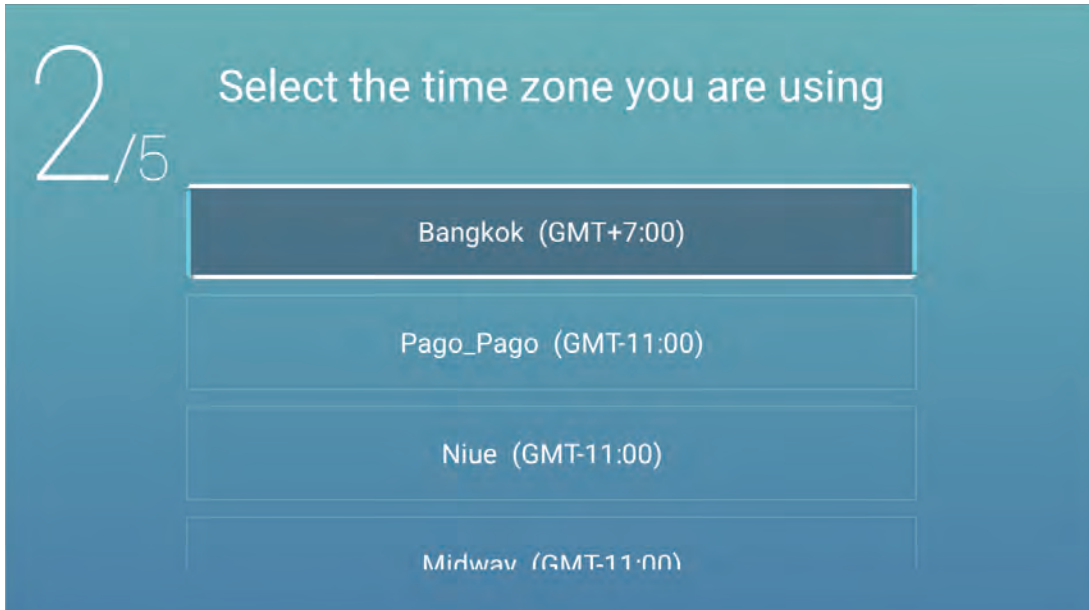 2/5
Select the time zone you are using
Bangkok (GMT+7:00)
Pago_Pago (GMT-11:00)
Niue (GMT-11:00)
Midway (GMT-11:00)